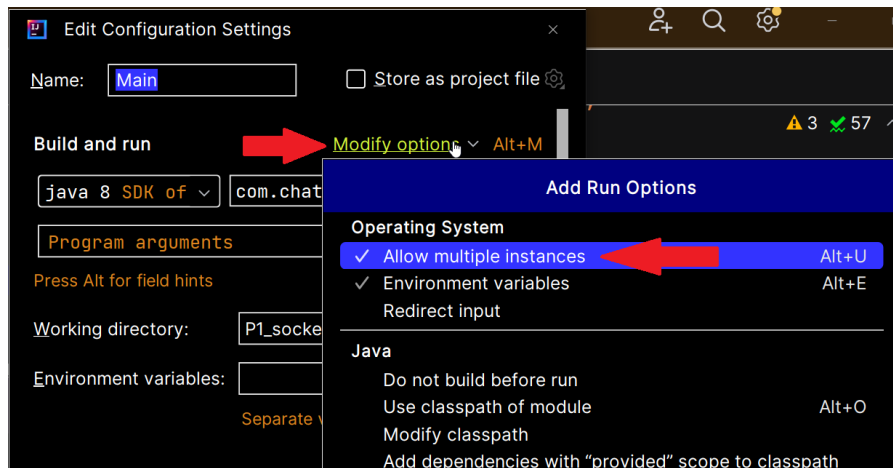 Edit Configuration Settings
Name: Main Store as project file
3 57
Build and run Modify options Alt+M
java 8 SDK of com.chat
Program arguments
Press Alt for field hints
Working directory: P1_socke
Environment variables:
Separate
Add Run Options
Operating System
Allow multiple instances Alt+U
Environment variables Alt+E
Redirect input
Java
Do not build before run
Use classpath of module Alt+O
Modify classpath
Add dependencies with “provided” scope to classpath